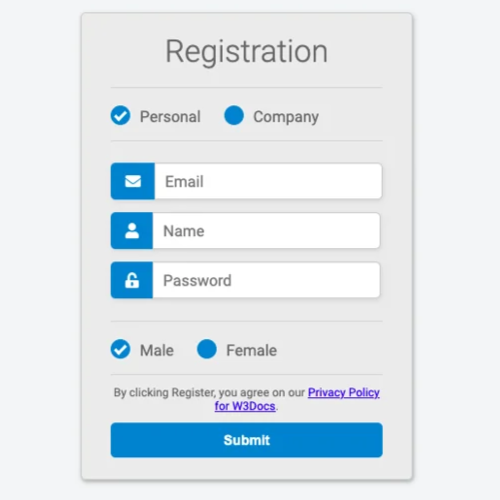 Registration
Personal Company
Email
Name
Password
Male Female
By clicking Register, you agree on our Privacy Policy
for W3Docs.
Submit